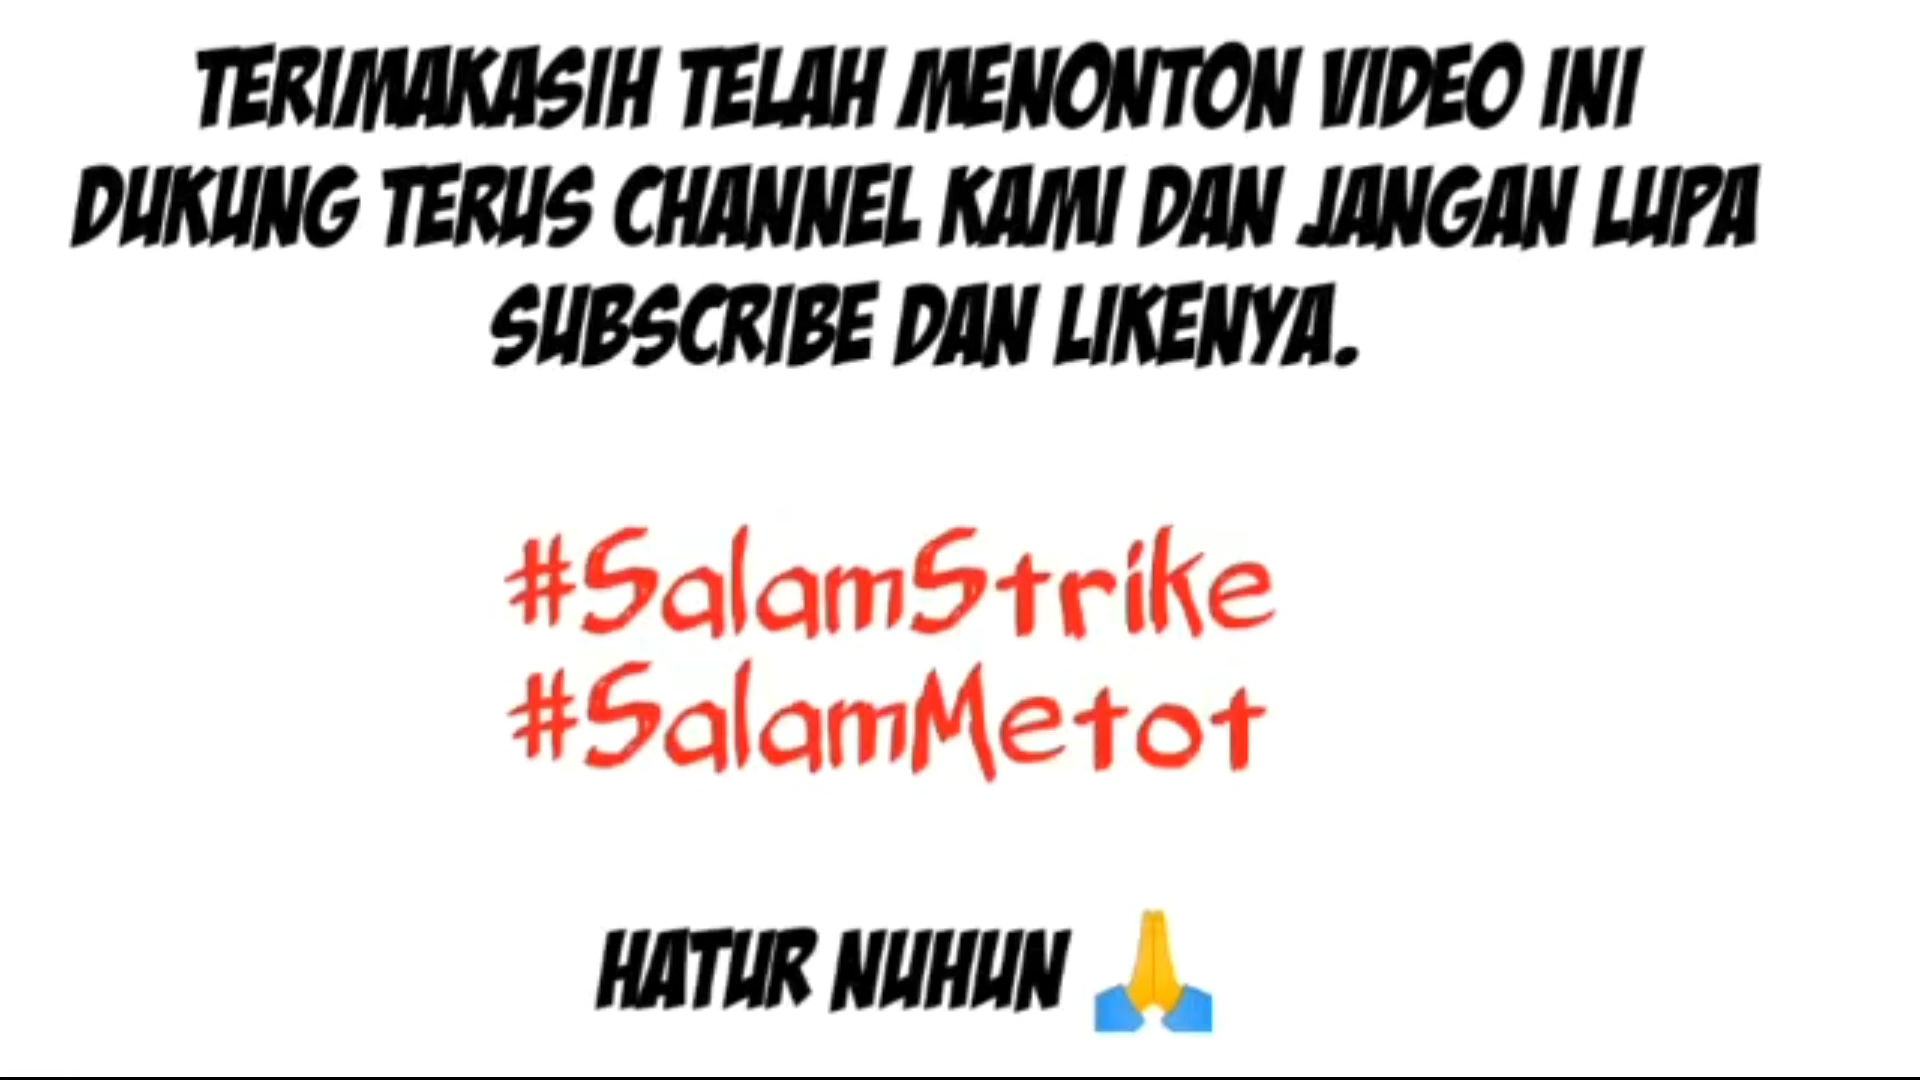 TERIMAKASIH TELAH MENONTON VIDEO INI
DUKUNG TERUS CHANNEL KAMI DAN JANGAN LUPA
SUBSCRIBE DAN LIKENYA.
#SalamStrike
#SalamMetot
HATUR NUHUN 🙏